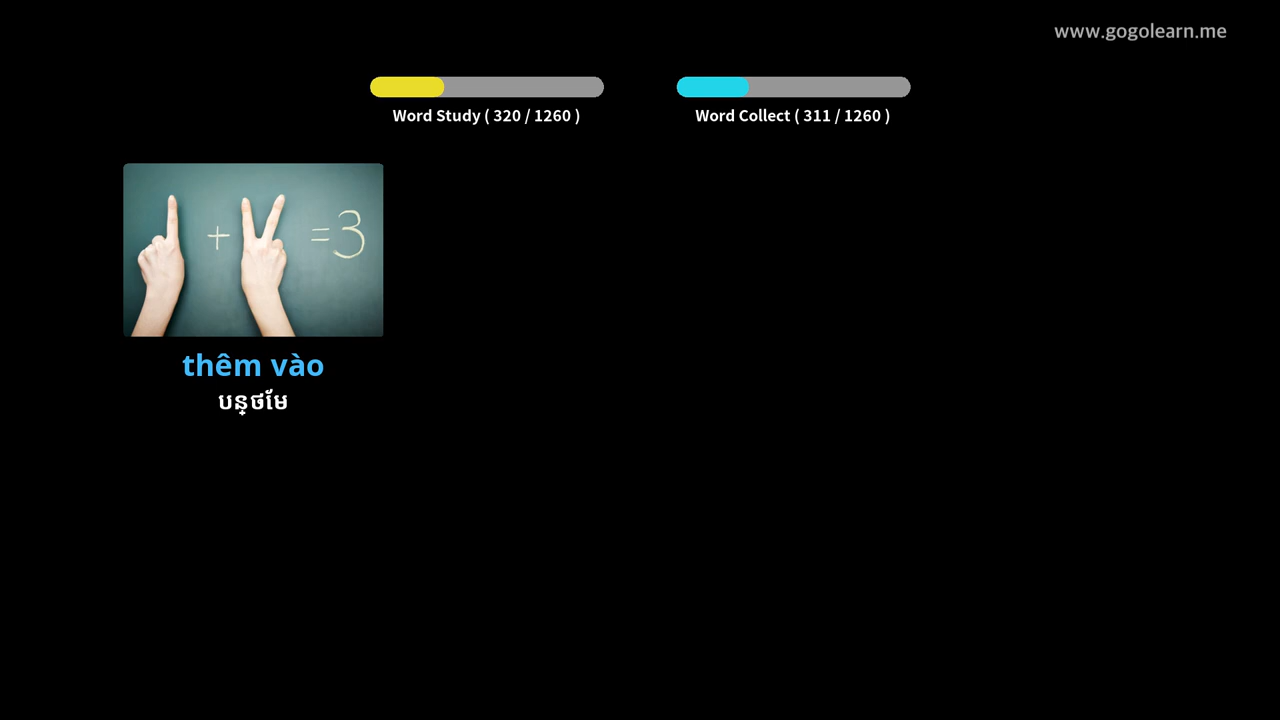 www.gogolearn.me
Word Study ( 320 / 1260 )
Word Collect ( 311 / 1260 )
+ =3
thêm vào
បន្ថមែ